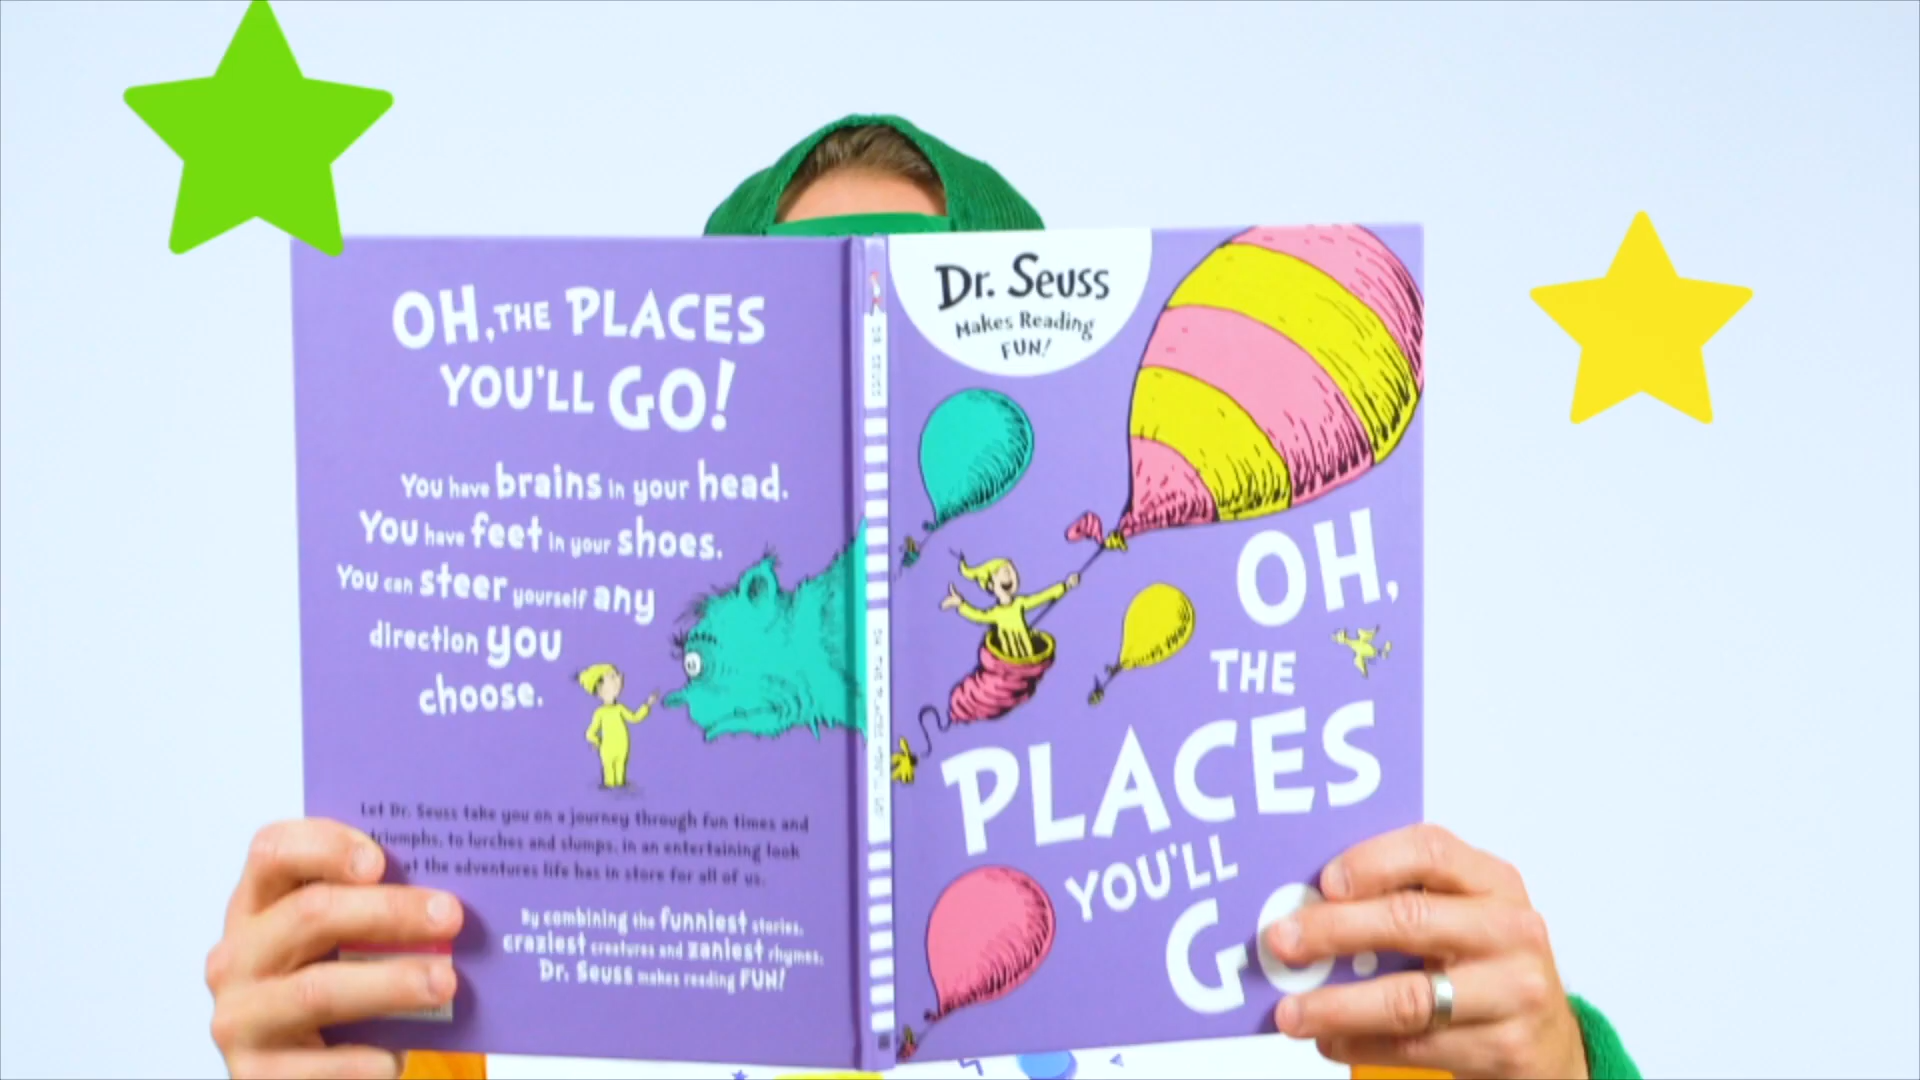 OH, THE PLACES
YOU'LL GO!
You have brains in your head.
You have feet in your shoes.
You can steer yourself any
direction you
choose.
Let Dr. Seuss take you on a journey through fun times and
triumphs, to lurches and slumps, in an entertaining look
at the adventures life has in store for all of us.
By combining the funniest stories,
craziest creatures and zaniest rhymes,
Dr. Seuss makes reading FUN!
Dr. Seuss
Makes Reading
FUN!
OH,
THE
PLACES
YOU'LL
GO!